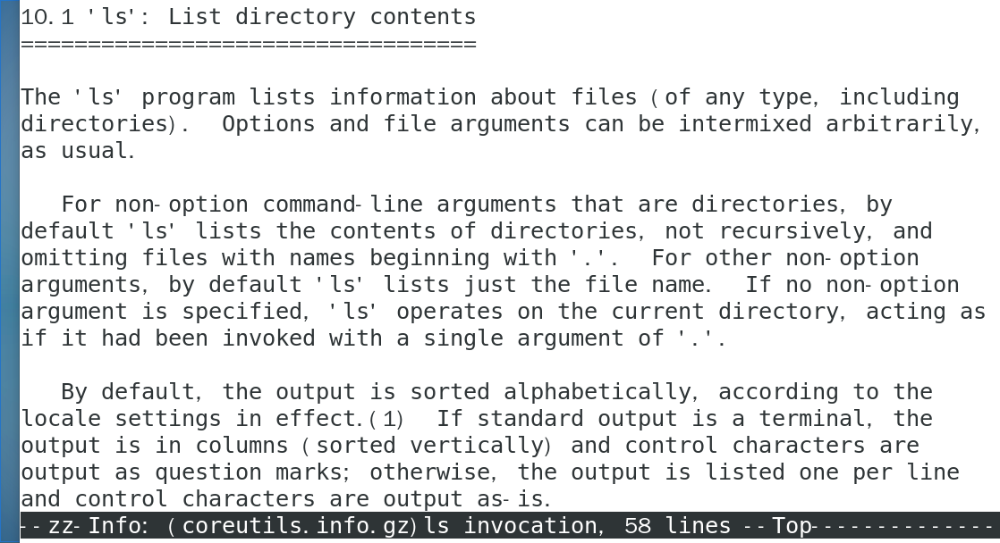 10.1 'ls': List directory contents
==================================
The 'ls' program lists information about files (of any type, including
directories).  Options and file arguments can be intermixed arbitrarily,
as usual.
   For non-option command-line arguments that are directories, by
default 'ls' lists the contents of directories, not recursively, and
omitting files with names beginning with '.'.  For other non-option
arguments, by default 'ls' lists just the file name.  If no non-option
argument is specified, 'ls' operates on the current directory, acting as
if it had been invoked with a single argument of '.'.
   By default, the output is sorted alphabetically, according to the
locale settings in effect.(1)  If standard output is a terminal, the
output is in columns (sorted vertically) and control characters are
output as question marks; otherwise, the output is listed one per line
and control characters are output as-is.
--zz-Info: (coreutils.info.gz)ls invocation, 58 lines --Top--------------